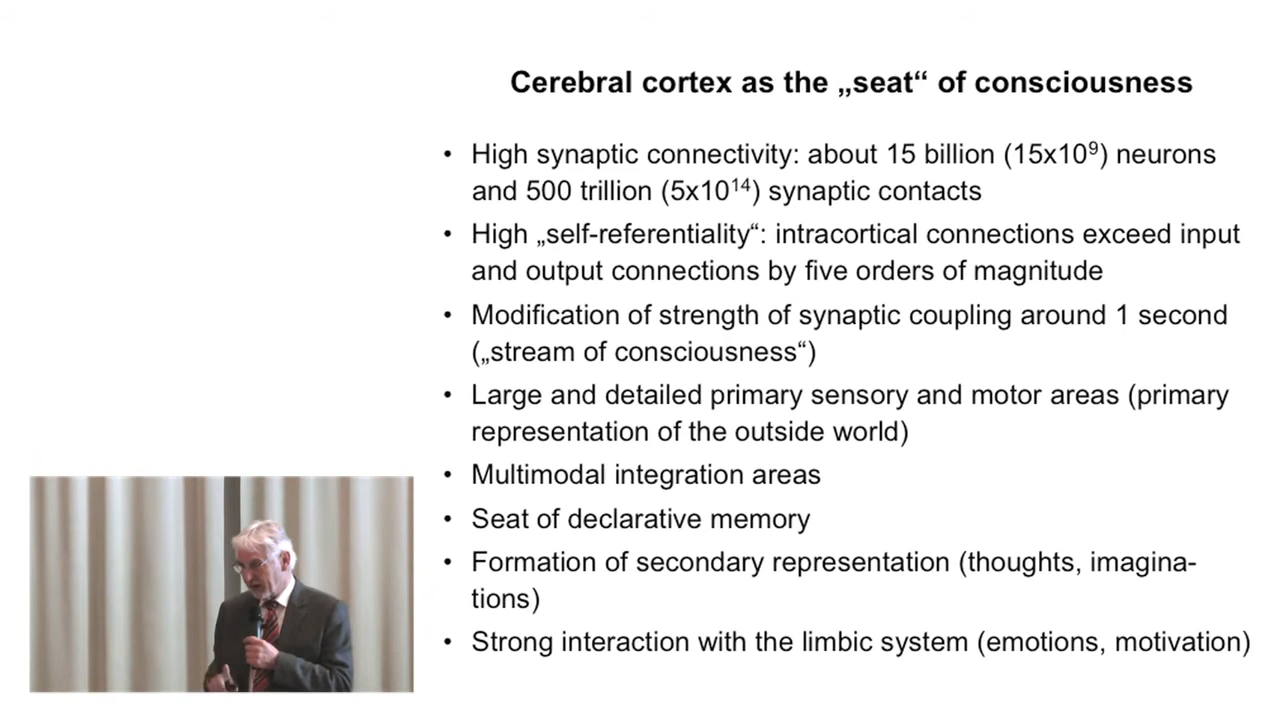 Cerebral cortex as the „seat“ of consciousness
• High synaptic connectivity: about 15 billion (15x10⁹) neurons
and 500 trillion (5x10¹⁴) synaptic contacts
• High „self-referentiality“: intracortical connections exceed input
and output connections by five orders of magnitude
• Modification of strength of synaptic coupling around 1 second
(„stream of consciousness“)
• Large and detailed primary sensory and motor areas (primary
representation of the outside world)
• Multimodal integration areas
• Seat of declarative memory
• Formation of secondary representation (thoughts, imagina-
tions)
• Strong interaction with the limbic system (emotions, motivation)